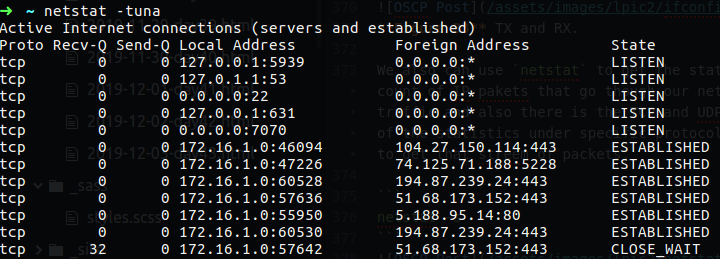 ➜  ~ netstat -tuna
Active Internet connections (servers and established)
Proto Recv-Q Send-Q Local Address           Foreign Address         State
tcp        0      0 127.0.0.1:5939          0.0.0.0:*               LISTEN
tcp        0      0 127.0.1.1:53            0.0.0.0:*               LISTEN
tcp        0      0 0.0.0.0:22              0.0.0.0:*               LISTEN
tcp        0      0 127.0.0.1:631           0.0.0.0:*               LISTEN
tcp        0      0 0.0.0.0:7070            0.0.0.0:*               LISTEN
tcp        0      0 172.16.1.0:46094        104.27.150.114:443      ESTABLISHED
tcp        0      0 172.16.1.0:47226        74.125.71.188:5228      ESTABLISHED
tcp        0      0 172.16.1.0:60528        194.87.239.24:443       ESTABLISHED
tcp        0      0 172.16.1.0:57636        51.68.173.152:443       ESTABLISHED
tcp        0      0 172.16.1.0:55950        5.188.95.14:80          ESTABLISHED
tcp        0      0 172.16.1.0:60530        194.87.239.24:443       ESTABLISHED
tcp       32      0 172.16.1.0:57642        51.68.173.152:443       CLOSE_WAIT